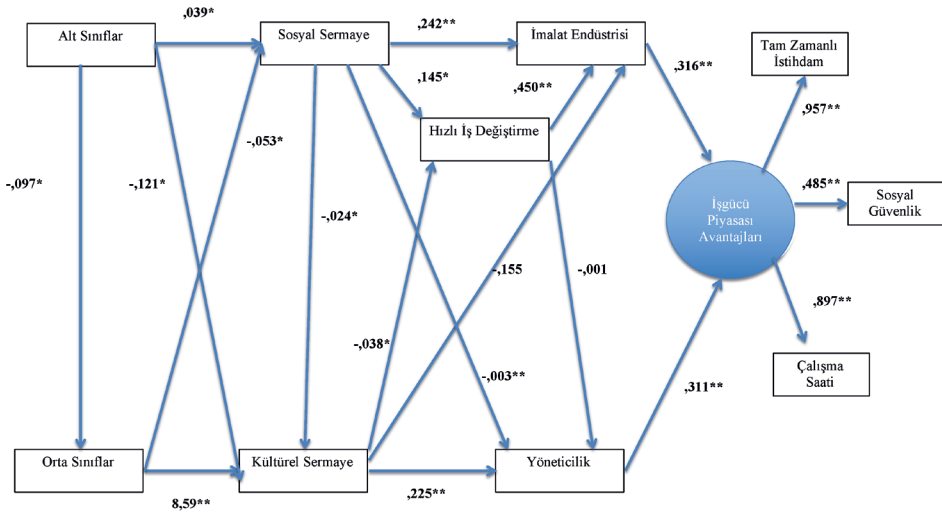 ,039*
,242**
Alt Sınıflar
Sosyal Sermaye
İmalat Endüstrisi
Tam Zamanlı
İstihdam
,316**
,145*
,450**
,957**
Hızlı İş Değiştirme
-,053*
-,097*
-,121*
,485**
İşgücü
Piyasası
Avantajları
Sosyal
Güvenlik
-,024*
-,155
-,001
,897**
-,038*
-,003**
,311**
Çalışma
Saati
Orta Sınıflar
Kültürel Sermaye
Yöneticilik
8,59**
,225**